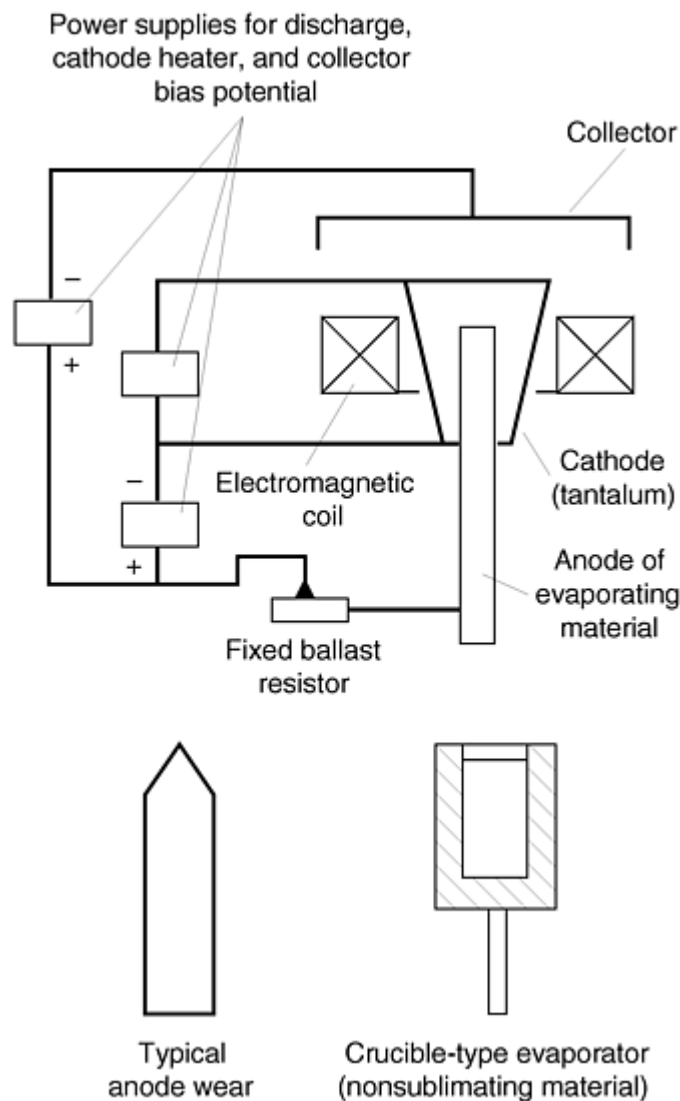 Power supplies for discharge,
cathode heater, and collector
bias potential
Collector
−
+
−
+
Electromagnetic
coil
Cathode
(tantalum)
Anode of
evaporating
material
Fixed ballast
resistor
Typical
anode wear
Crucible-type evaporator
(nonsublimating material)